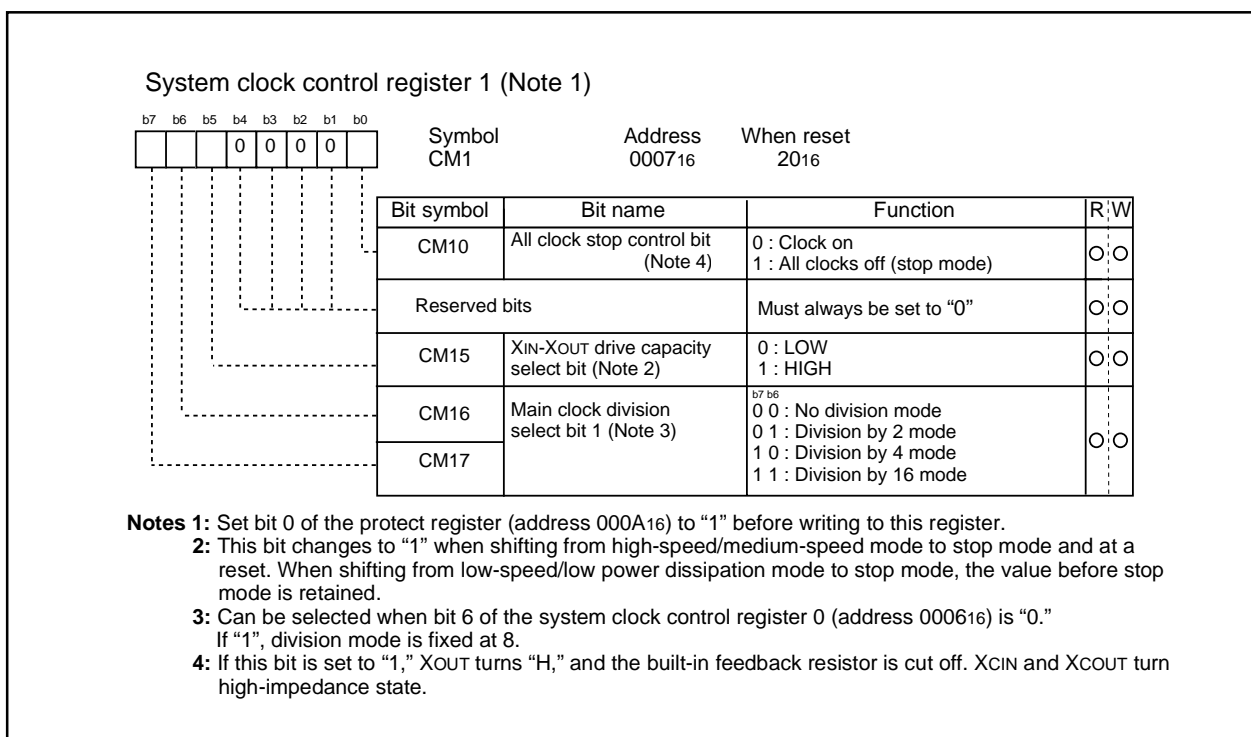 System clock control register 1 (Note 1)
b7 b6 b5 b4 b3 b2 b1 b0
0 0 0 0
Symbol Address When reset
CM1 000716 2016
Bit symbol Bit name Function R W
CM10 All clock stop control bit 0 : Clock on
(Note 4) 1 : All clocks off (stop mode)
Reserved bits Must always be set to “0”
CM15 XIN-XOUT drive capacity 0 : LOW
select bit (Note 2) 1 : HIGH
b7 b6
CM16 Main clock division 0 0 : No division mode
select bit 1 (Note 3) 0 1 : Division by 2 mode
CM17 1 0 : Division by 4 mode
1 1 : Division by 16 mode
Notes 1: Set bit 0 of the protect register (address 000A16) to “1” before writing to this register.
2: This bit changes to “1” when shifting from high-speed/medium-speed mode to stop mode and at a
reset. When shifting from low-speed/low power dissipation mode to stop mode, the value before stop
mode is retained.
3: Can be selected when bit 6 of the system clock control register 0 (address 000616) is “0.”
If “1”, division mode is fixed at 8.
4: If this bit is set to “1,” XOUT turns “H,” and the built-in feedback resistor is cut off. XCIN and XCOUT turn
high-impedance state.